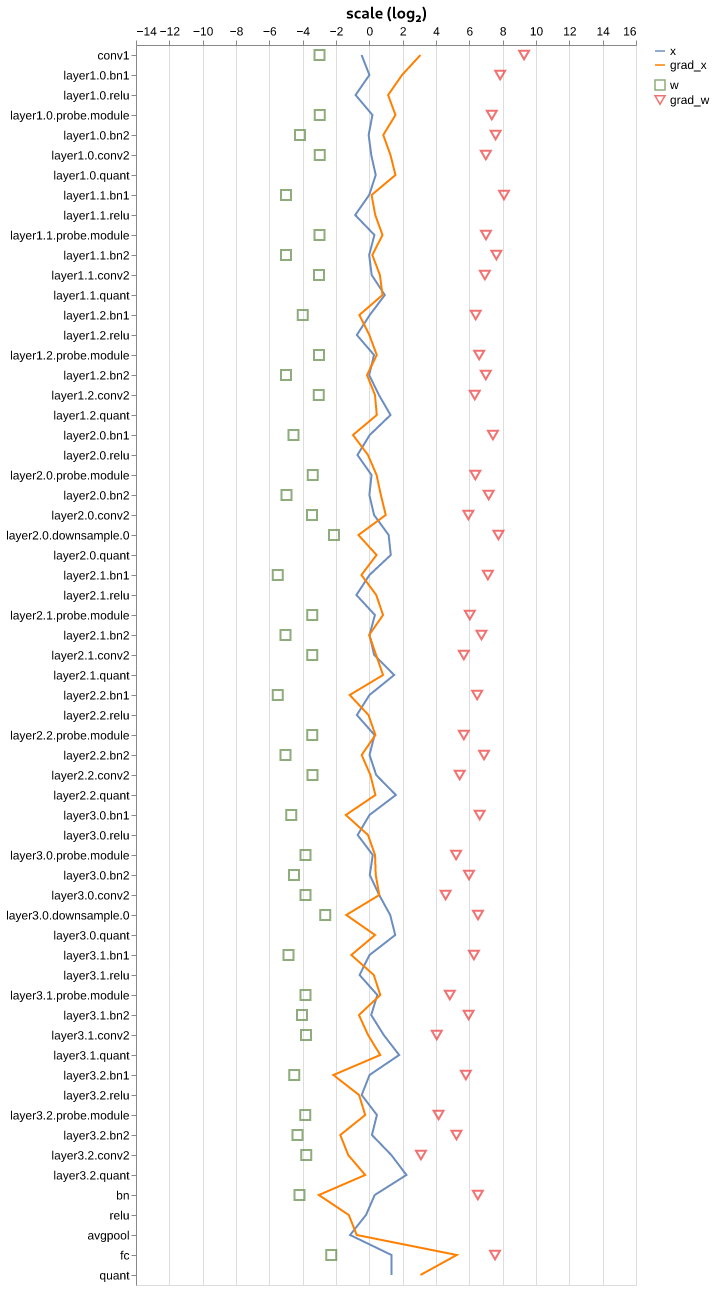 scale (log₂)
−14 −12 −10 −8 −6 −4 −2 0 2 4 6 8 10 12 14 16
x
grad_x
w
grad_w
conv1
layer1.0.bn1
layer1.0.relu
layer1.0.probe.module
layer1.0.bn2
layer1.0.conv2
layer1.0.quant
layer1.1.bn1
layer1.1.relu
layer1.1.probe.module
layer1.1.bn2
layer1.1.conv2
layer1.1.quant
layer1.2.bn1
layer1.2.relu
layer1.2.probe.module
layer1.2.bn2
layer1.2.conv2
layer1.2.quant
layer2.0.bn1
layer2.0.relu
layer2.0.probe.module
layer2.0.bn2
layer2.0.conv2
layer2.0.downsample.0
layer2.0.quant
layer2.1.bn1
layer2.1.relu
layer2.1.probe.module
layer2.1.bn2
layer2.1.conv2
layer2.1.quant
layer2.2.bn1
layer2.2.relu
layer2.2.probe.module
layer2.2.bn2
layer2.2.conv2
layer2.2.quant
layer3.0.bn1
layer3.0.relu
layer3.0.probe.module
layer3.0.bn2
layer3.0.conv2
layer3.0.downsample.0
layer3.0.quant
layer3.1.bn1
layer3.1.relu
layer3.1.probe.module
layer3.1.bn2
layer3.1.conv2
layer3.1.quant
layer3.2.bn1
layer3.2.relu
layer3.2.probe.module
layer3.2.bn2
layer3.2.conv2
layer3.2.quant
bn
relu
avgpool
fc
quant